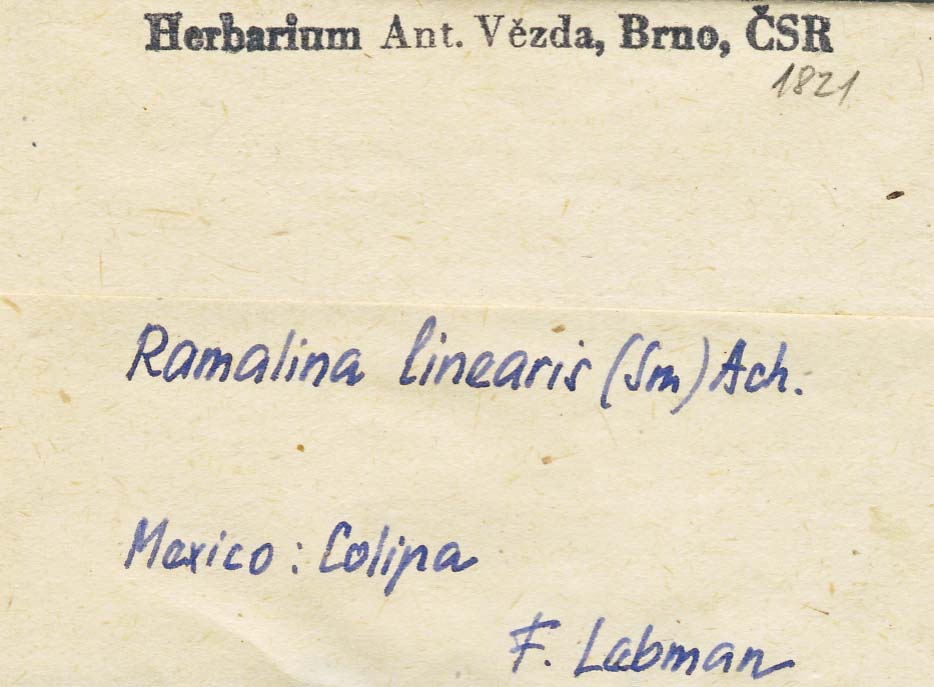 Herbarium Ant. Vězda, Brno, ČSR
1821
Ramalina linearis (Sm) Ach.
Mexico: Colipa
F. Labman